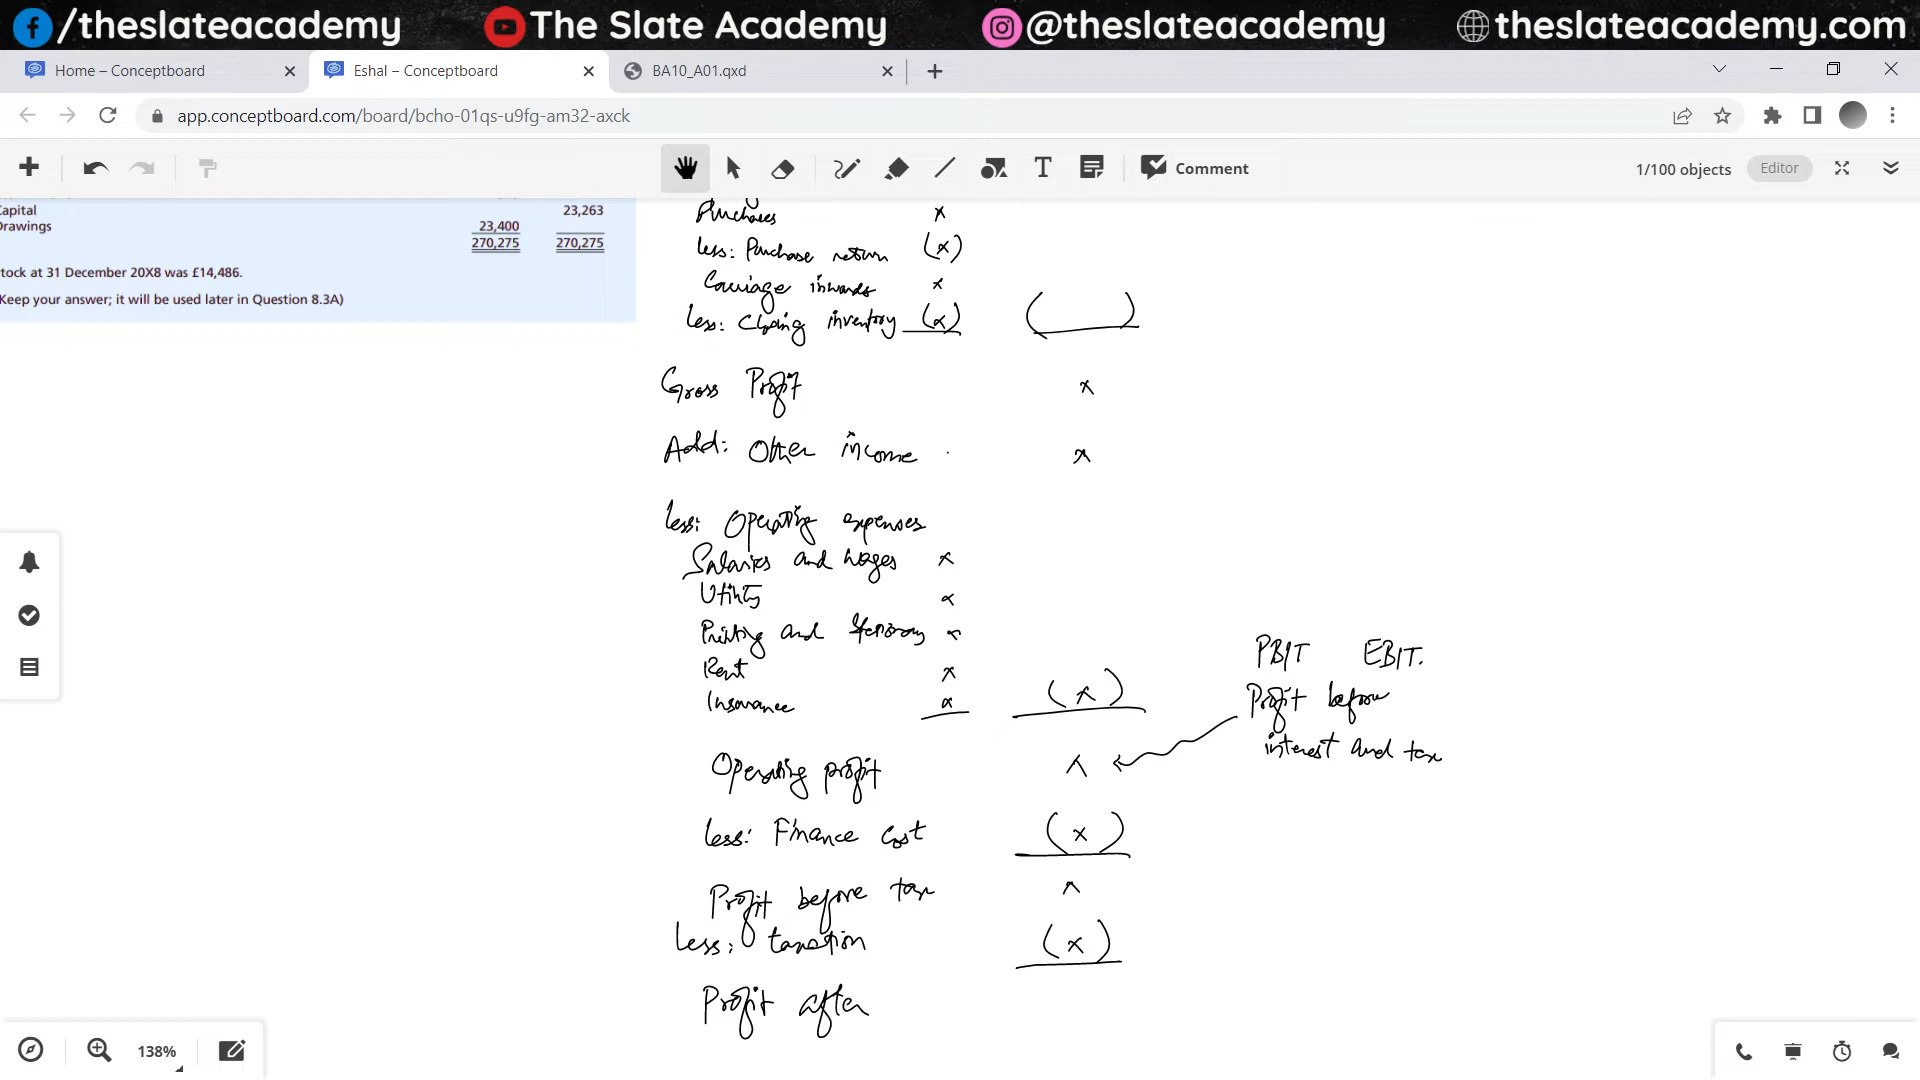 /theslateacademy The Slate Academy @theslateacademy theslateacademy.com
Home – Conceptboard Eshal – Conceptboard BA10_A01.qxd
app.conceptboard.com/board/bcho-01qs-u9fg-am32-axck
Comment 1/100 objects Editor
Capital 23,263
rawings 23,400
270,275 270,275
tock at 31 December 20X8 was £14,486.
Keep your answer; it will be used later in Question 8.3A)
Purchases x
less: Purchase return (x)
Carriage inwards x
less: Closing inventory (x) ( )
Gross Profit x
Add: Other income x
less: Operating expenses
Salaries and wages x
Utility x
Printing and x
Rent x
Insurance x (x)
PBIT EBIT.
Profit before
interest and tax
Operating profit x
less: Finance cost (x)
Profit before tax x
less: taxation (x)
Profit after
138%